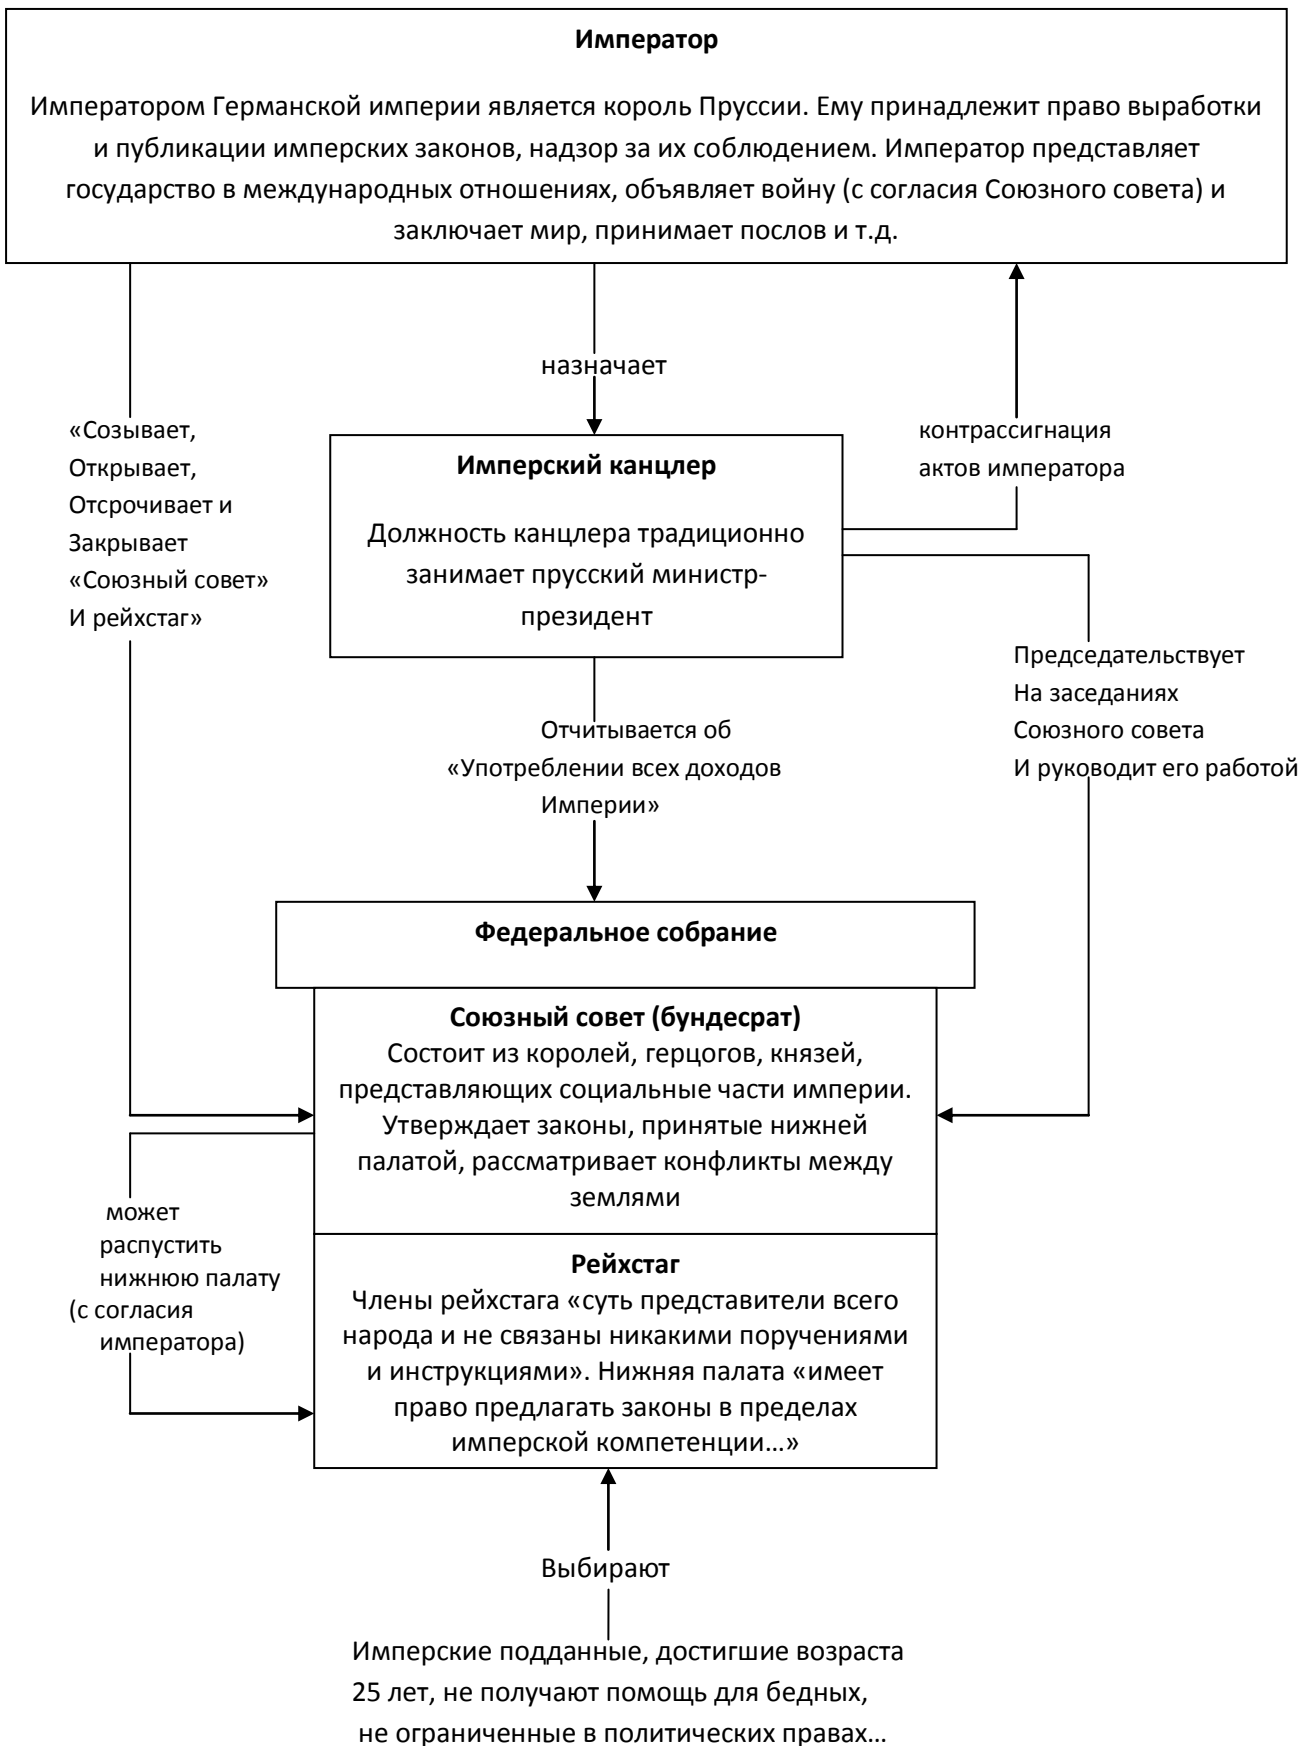 Император
Императором Германской империи является король Пруссии. Ему принадлежит право выработки
и публикации имперских законов, надзор за их соблюдением. Император представляет
государство в международных отношениях, объявляет войну (с согласия Союзного совета) и
заключает мир, принимает послов и т.д.
назначает
«Созывает,
Открывает,
Отсрочивает и
Закрывает
«Союзный совет»
И рейхстаг»
контрассигнация
актов императора
Имперский канцлер
Должность канцлера традиционно
занимает прусский министр-
президент
Председательствует
На заседаниях
Союзного совета
И руководит его работой
Отчитывается об
«Употреблении всех доходов
Империи»
Федеральное собрание
Союзный совет (бундесрат)
Состоит из королей, герцогов, князей,
представляющих социальные части империи.
Утверждает законы, принятые нижней
палатой, рассматривает конфликты между
землями
может
распустить
нижнюю палату
(с согласия
императора)
Рейхстаг
Члены рейхстага «суть представители всего
народа и не связаны никакими поручениями
и инструкциями». Нижняя палата «имеет
право предлагать законы в пределах
имперской компетенции…»
Выбирают
Имперские подданные, достигшие возраста
25 лет, не получают помощь для бедных,
не ограниченные в политических правах…